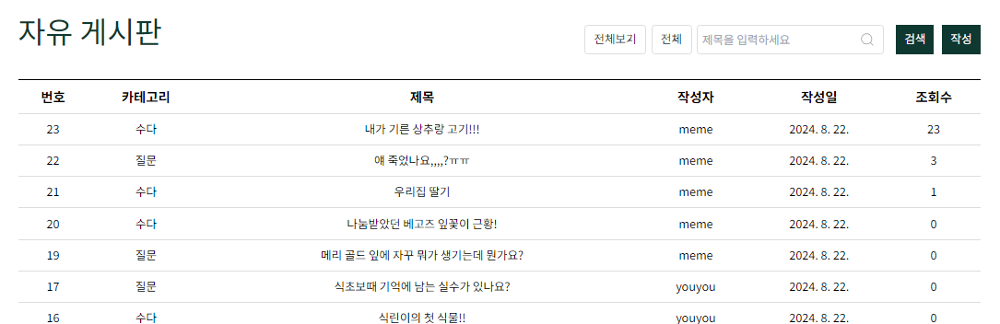 자유 게시판
전체보기 전체 제목을 입력하세요 검색 작성
번호 카테고리 제목 작성자 작성일 조회수
23 수다 내가 기른 상추랑 고기!!! meme 2024. 8. 22. 23
22 질문 얘 죽었나요,,,,?ㅠㅠ meme 2024. 8. 22. 3
21 수다 우리집 딸기 meme 2024. 8. 22. 1
20 수다 나눔받았던 베고즈 잎꽂이 근황! meme 2024. 8. 22. 0
19 질문 메리 골드 잎에 자꾸 뭐가 생기는데 뭔가요? meme 2024. 8. 22. 0
17 질문 식초보때 기억에 남는 실수가 있나요? youyou 2024. 8. 22. 0
16 수다 식린이의 첫 식물!! youyou 2024. 8. 22. 0